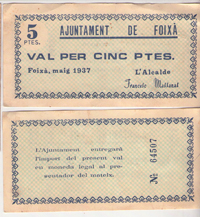 5
PTES.
AJUNTAMENT DE FOIXÀ
VAL PER CINC PTES.
Foixà, maig 1937 L'Alcalde
L'Ajuntament entregarà
l'import del present val
en moneda legal al pre-
sentador del mateix.
№ 64507